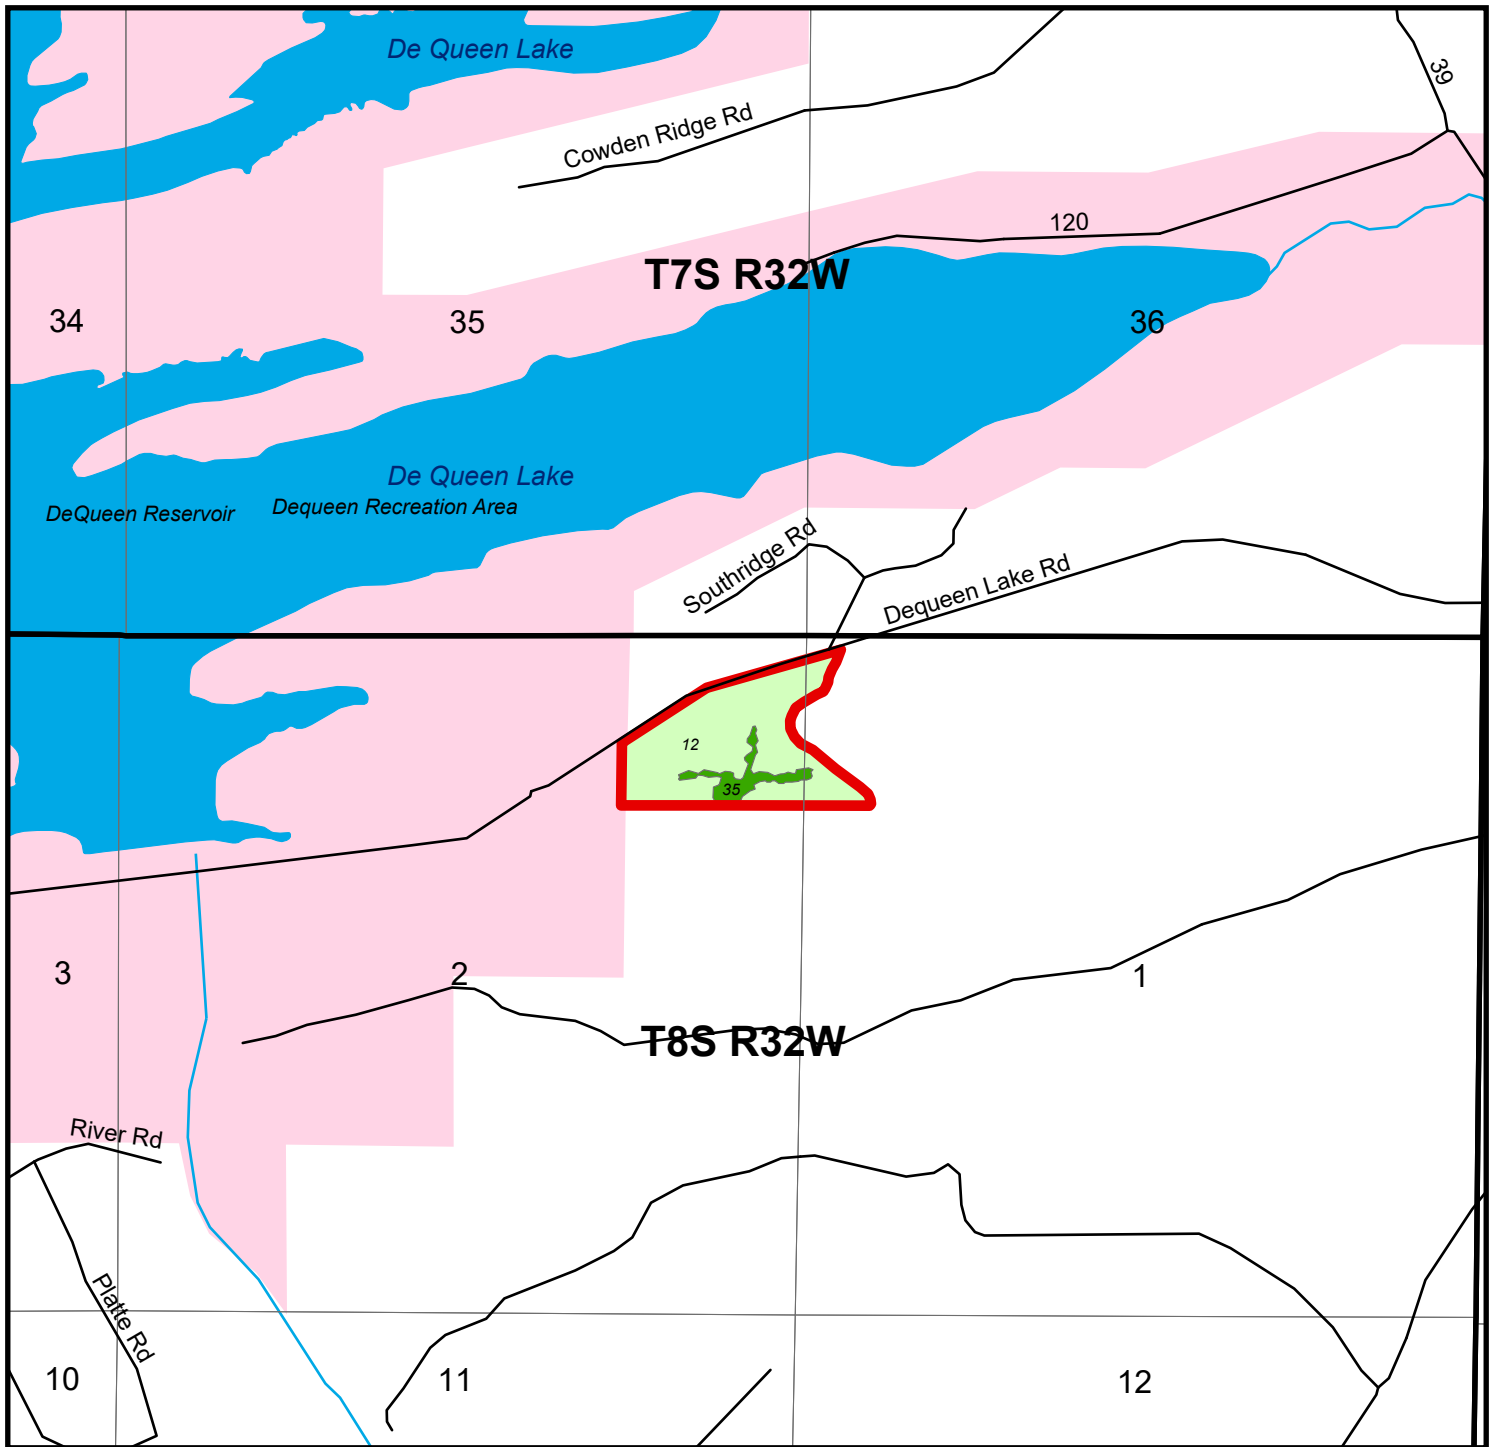 De Queen Lake
39
Cowden Ridge Rd
120
T7S R32W
34
35
36
De Queen Lake
DeQueen Reservoir
Dequeen Recreation Area
Southridge Rd
Dequeen Lake Rd
12
35
3
2
1
T8S R32W
River Rd
Platte Rd
10
11
12